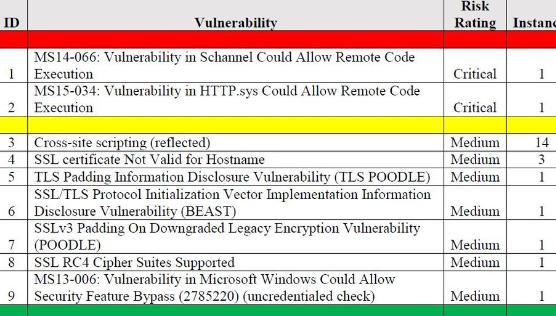 ID Vulnerability Risk Rating Instanc
1 MS14-066: Vulnerability in Schannel Could Allow Remote Code
Execution Critical 1
2 MS15-034: Vulnerability in HTTP.sys Could Allow Remote Code
Execution Critical 1
3 Cross-site scripting (reflected) Medium 14
4 SSL certificate Not Valid for Hostname Medium 3
5 TLS Padding Information Disclosure Vulnerability (TLS POODLE) Medium 1
6 SSL/TLS Protocol Initialization Vector Implementation Information
Disclosure Vulnerability (BEAST) Medium 1
7 SSLv3 Padding On Downgraded Legacy Encryption Vulnerability
(POODLE) Medium 1
8 SSL RC4 Cipher Suites Supported Medium 1
9 MS13-006: Vulnerability in Microsoft Windows Could Allow
Security Feature Bypass (2785220) (uncredentialed check) Medium 1